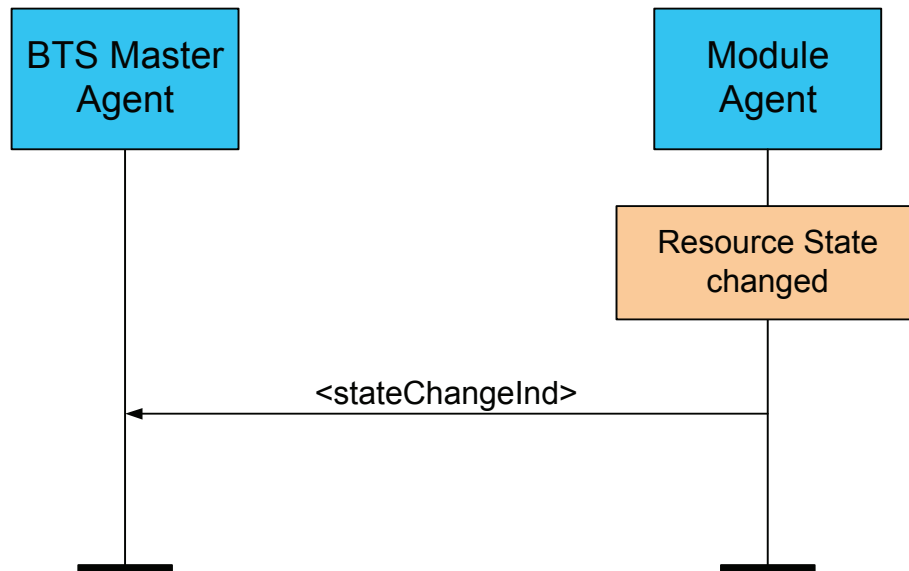 BTS Master
Agent
Module
Agent
Resource State
changed
<stateChangeInd>